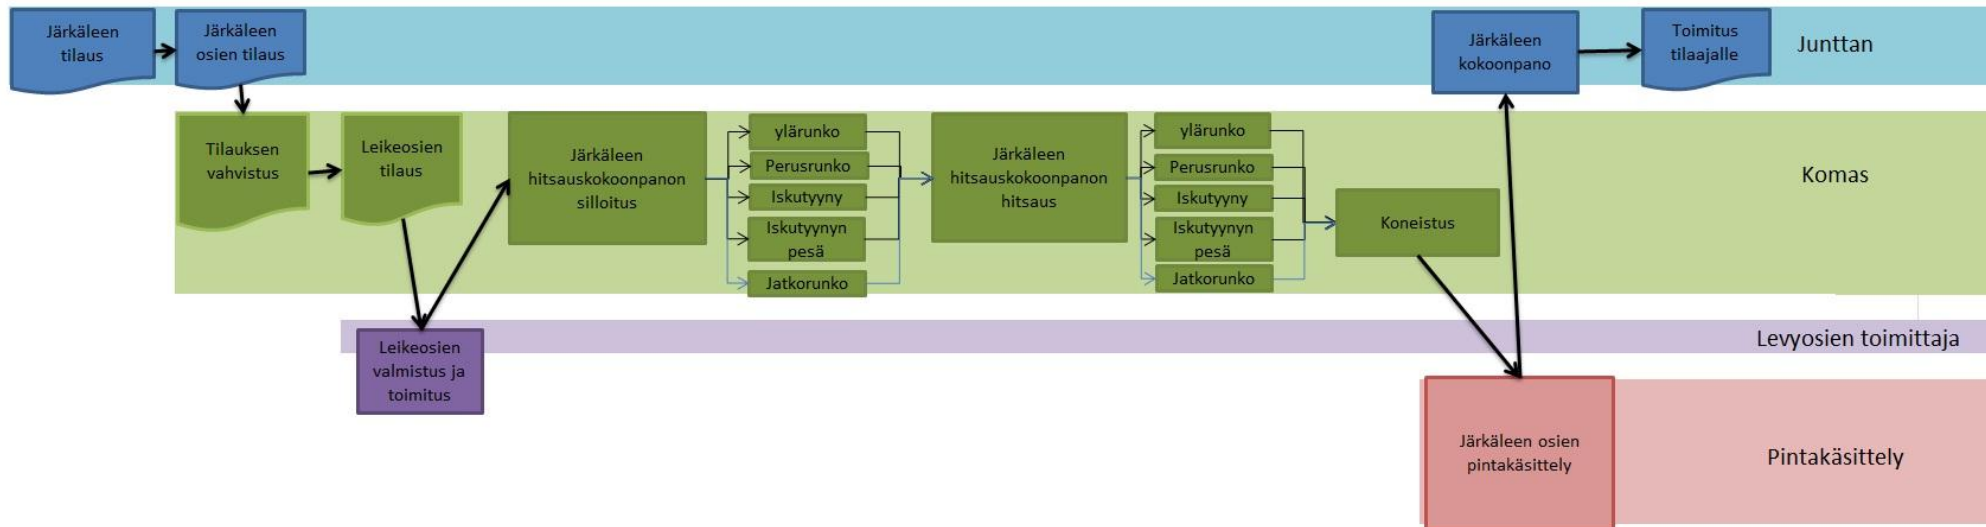 Järkäleen
tilaus
Järkäleen
osien tilaus
Järkäleen
kokoonpano
Toimitus
tilaajalle
Junttan
Tilauksen
vahvistus
Leikeosien
tilaus
Järkäleen
hitsauskokoonpanon
silloitus
ylärunko
Perusrunko
Iskutyyny
Iskutyynyn
pesä
Jatkorunko
Järkäleen
hitsauskokoonpanon
hitsaus
ylärunko
Perusrunko
Iskutyyny
Iskutyynyn
pesä
Jatkorunko
Koneistus
Komas
Leikeosien
valmistus ja
toimitus
Levyosien toimittaja
Järkäleen osien
pintakäsittely
Pintakäsittely